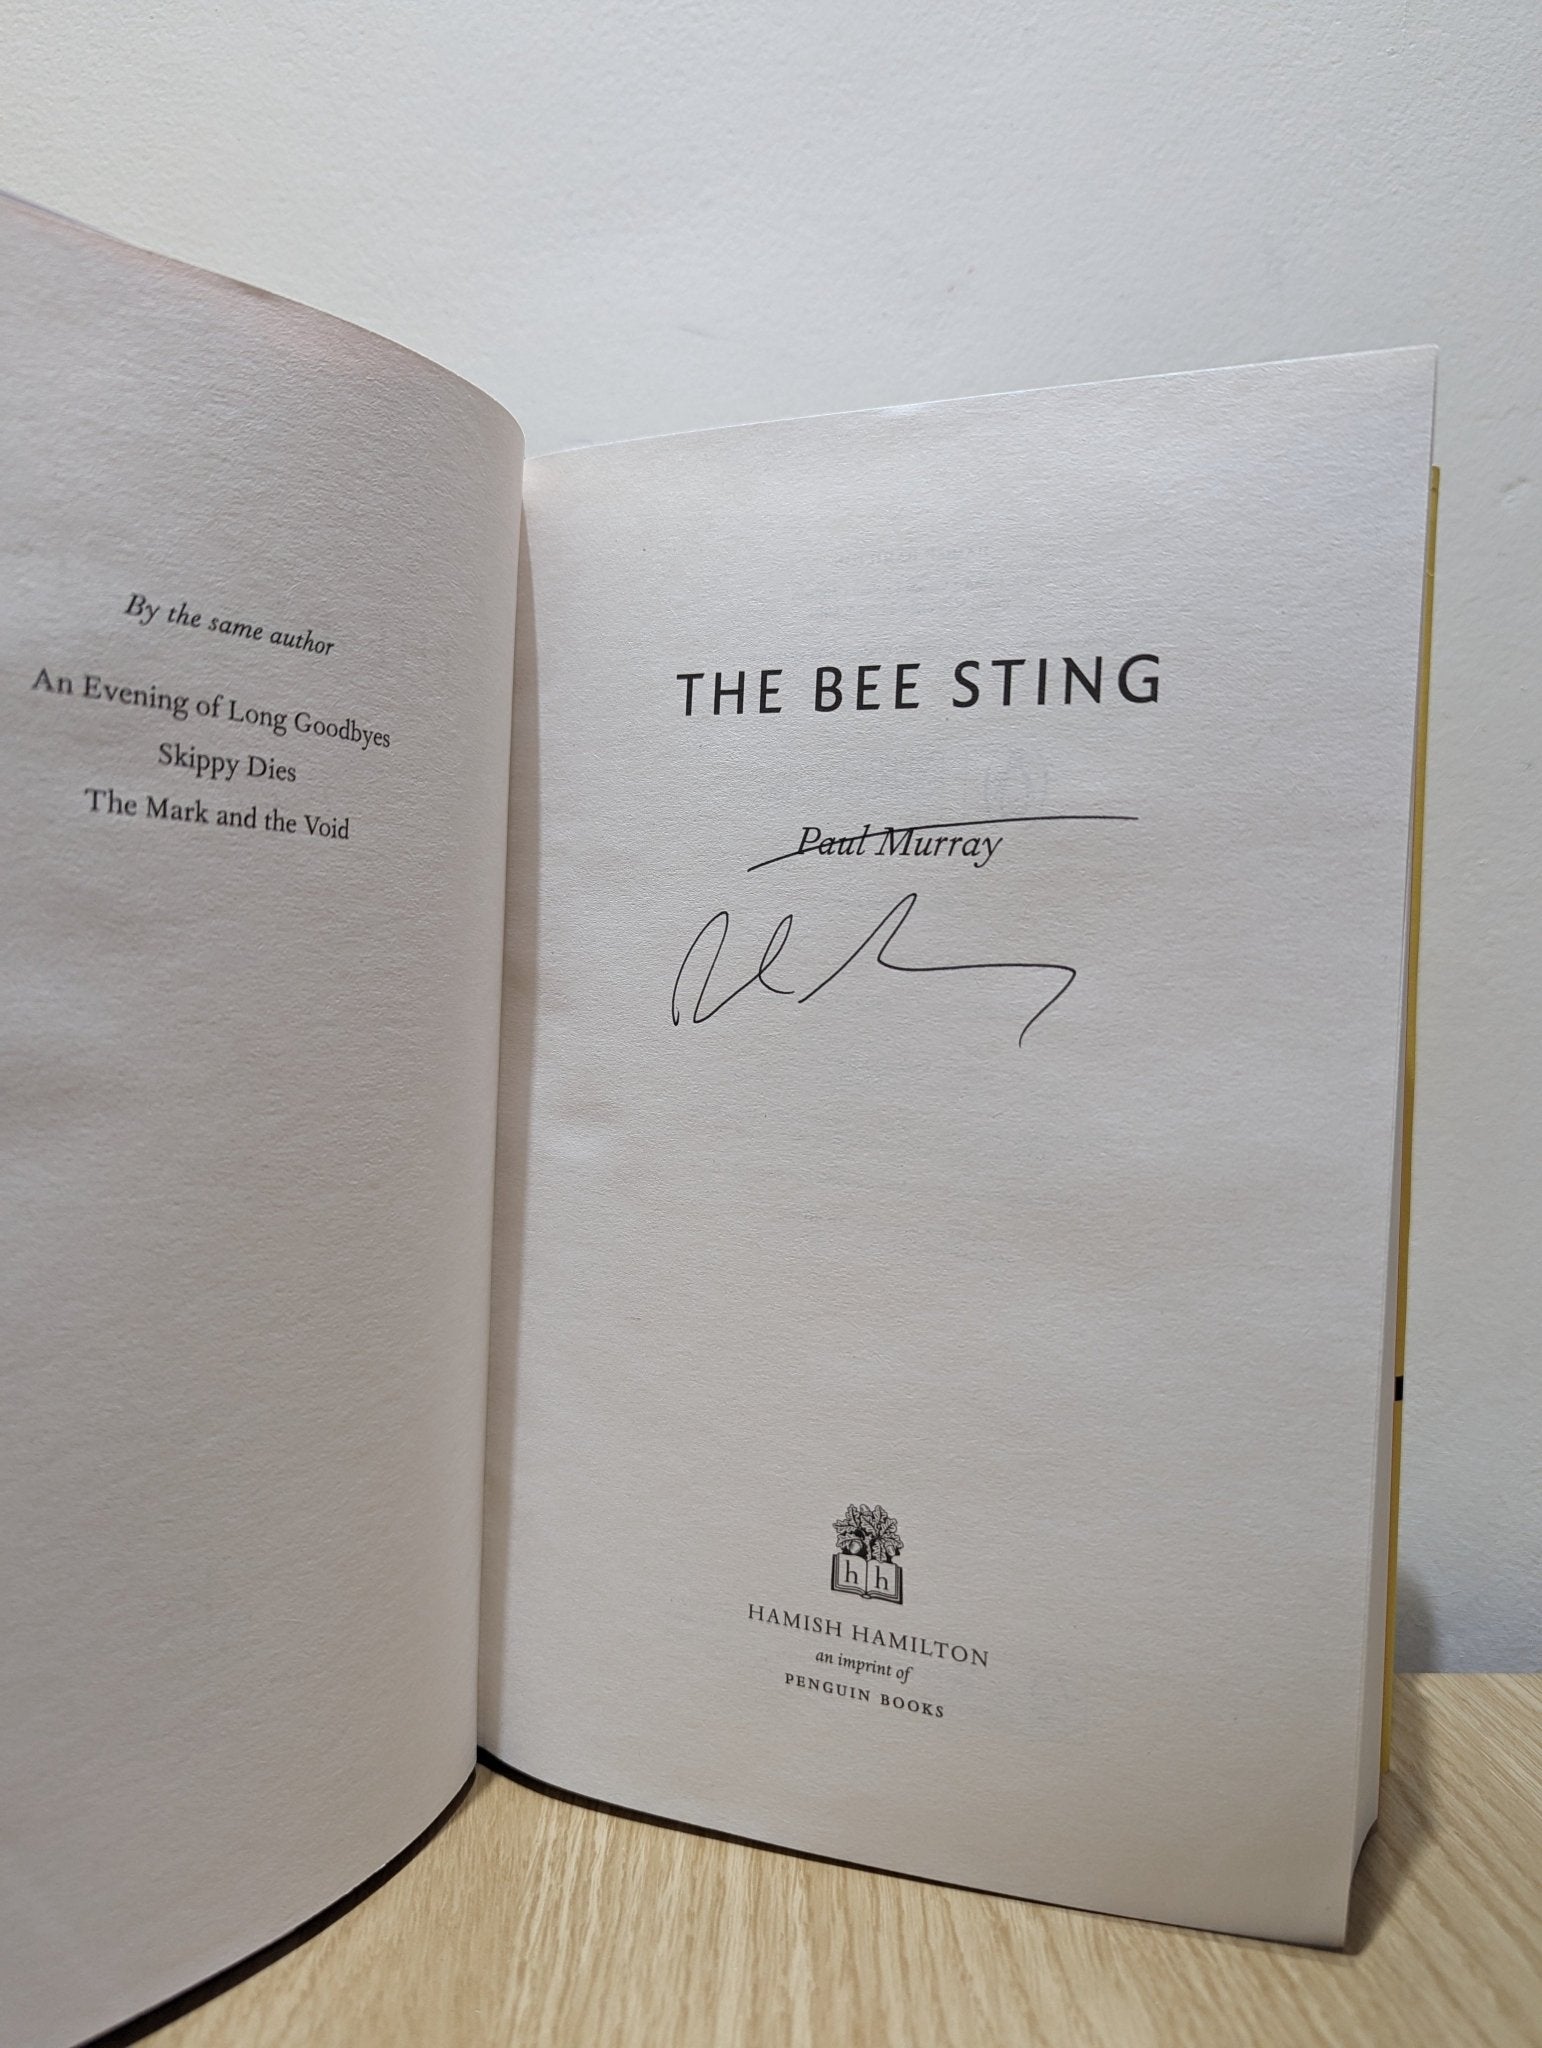 By the same author
An Evening of Long Goodbyes
Skippy Dies
The Mark and the Void
THE BEE STING
Paul Murray
h h
HAMISH HAMILTON
an imprint of
PENGUIN BOOKS